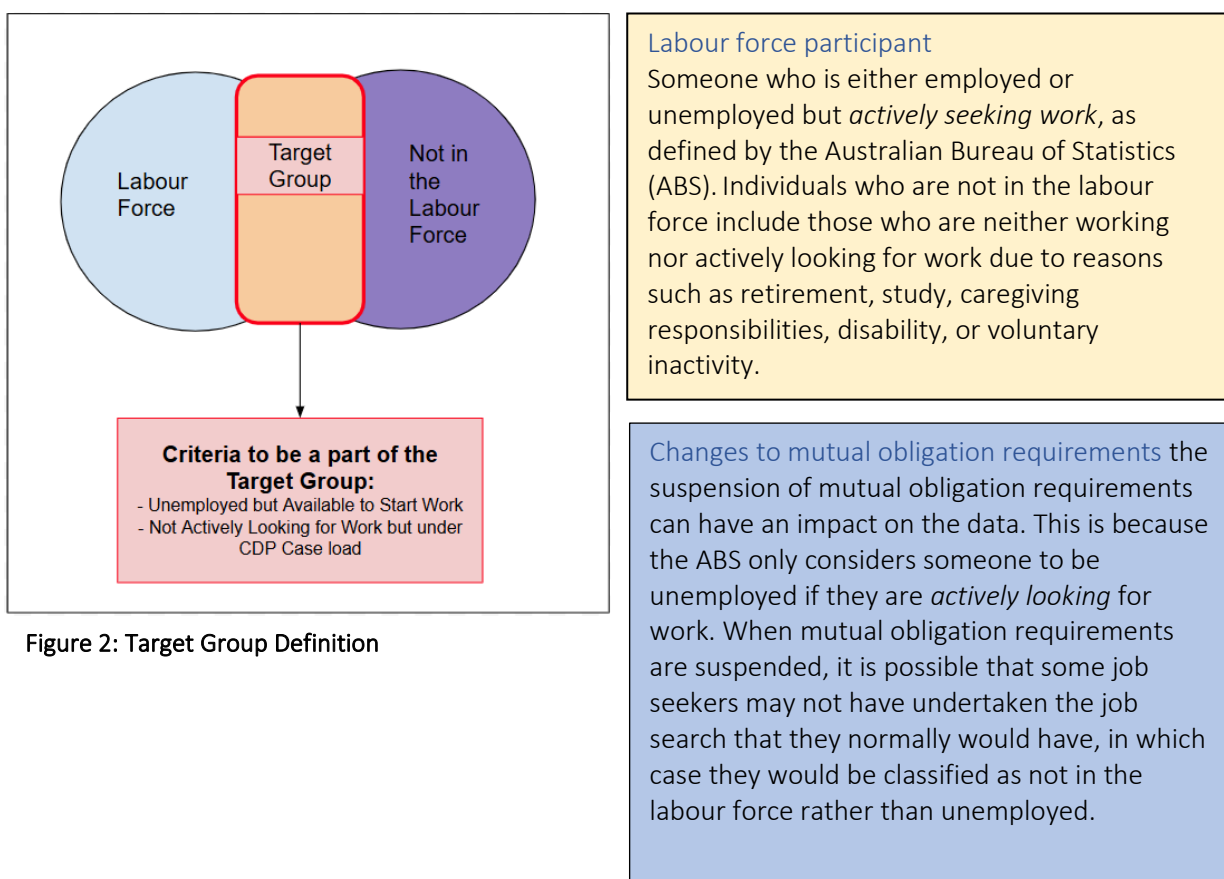 Labour
Force
Target
Group
Not in
the
Labour
Force
Criteria to be a part of the
Target Group:
- Unemployed but Available to Start Work
- Not Actively Looking for Work but under
CDP Case load
Figure 2: Target Group Definition
Labour force participant
Someone who is either employed or
unemployed but actively seeking work, as
defined by the Australian Bureau of Statistics
(ABS). Individuals who are not in the labour
force include those who are neither working
nor actively looking for work due to reasons
such as retirement, study, caregiving
responsibilities, disability, or voluntary
inactivity.
Changes to mutual obligation requirements the
suspension of mutual obligation requirements
can have an impact on the data. This is because
the ABS only considers someone to be
unemployed if they are actively looking for
work. When mutual obligation requirements
are suspended, it is possible that some job
seekers may not have undertaken the job
search that they normally would have, in which
case they would be classified as not in the
labour force rather than unemployed.